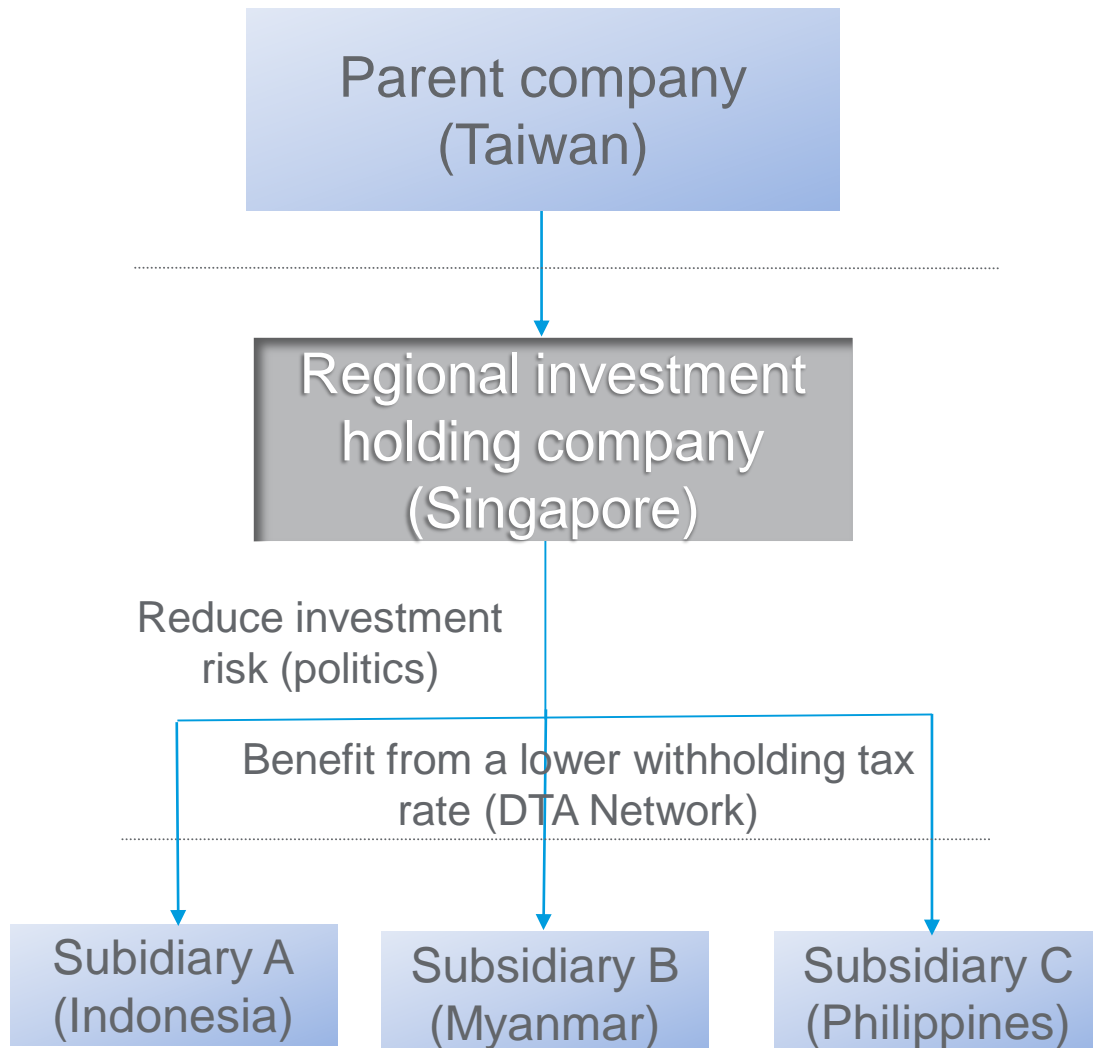 Parent company
(Taiwan)
Regional investment
holding company
(Singapore)
Reduce investment
risk (politics)
Benefit from a lower withholding tax
rate (DTA Network)
Subidiary A
(Indonesia)
Subsidiary B
(Myanmar)
Subsidiary C
(Philippines)